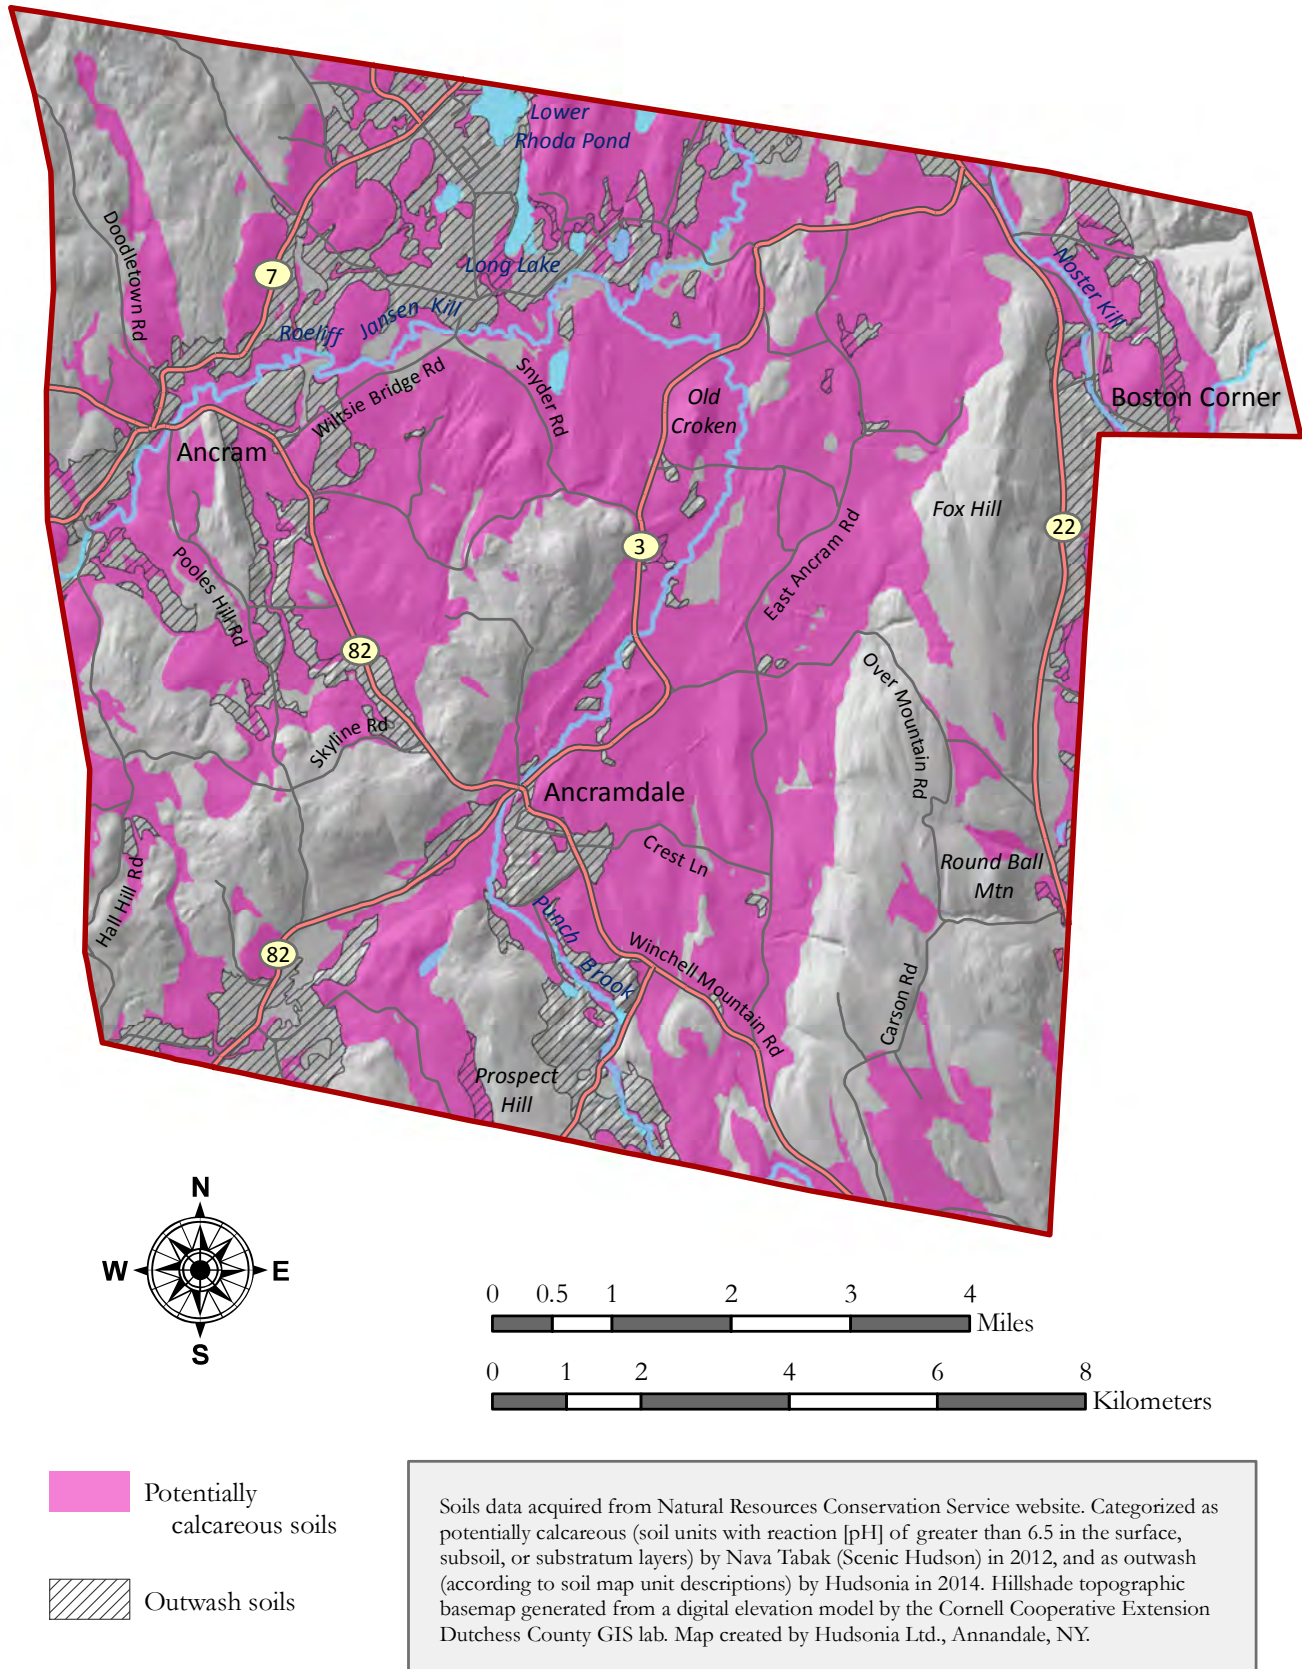 Lower
Rhoda Pond
Doodletown Rd
7
Long Lake
Noster Kill
Roeliff Jansen Kill
Wiltsie Bridge Rd
Snyder Rd
Old
Croken
Boston Corner
Ancram
Fox Hill
22
3
East Ancram Rd
Pooles Hill Rd
82
Over Mountain Rd
Skyline Rd
Ancramdale
Crest Ln
Round Ball
Mtn
Hall Hill Rd
82
Punch Brook
Winchell Mountain Rd
Carson Rd
Prospect
Hill
N
W E
S
0 0.5 1 2 3 4
Miles
0 1 2 4 6 8
Kilometers
Potentially
calcareous soils
Outwash soils
Soils data acquired from Natural Resources Conservation Service website. Categorized as
potentially calcareous (soil units with reaction [pH] of greater than 6.5 in the surface,
subsoil, or substratum layers) by Nava Tabak (Scenic Hudson) in 2012, and as outwash
(according to soil map unit descriptions) by Hudsonia in 2014. Hillshade topographic
basemap generated from a digital elevation model by the Cornell Cooperative Extension
Dutchess County GIS lab. Map created by Hudsonia Ltd., Annandale, NY.